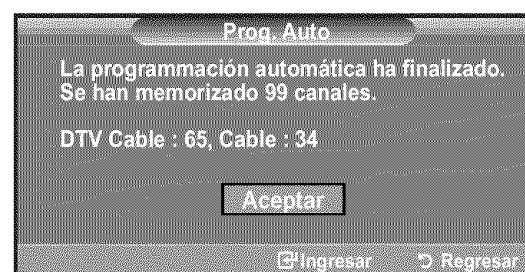 Prog. Auto
La programmación automática ha finalizado.
Se han memorizado 99 canales.
DTV Cable : 65, Cable : 34
Aceptar
Ingresar Regresar